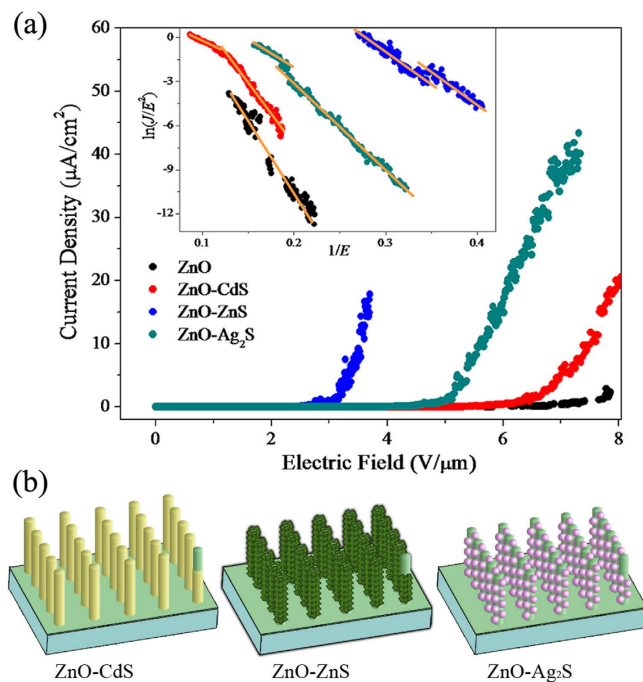 (a)
60
50
40
30
20
10
0
Current Density (μA/cm²)
0
2
4
6
8
Electric Field (V/μm)
0
-3
-6
-9
-12
ln(J/E²)
0.1
0.2
0.3
0.4
1/E
ZnO
ZnO-CdS
ZnO-ZnS
ZnO-Ag₂S
(b)
ZnO-CdS
ZnO-ZnS
ZnO-Ag₂S